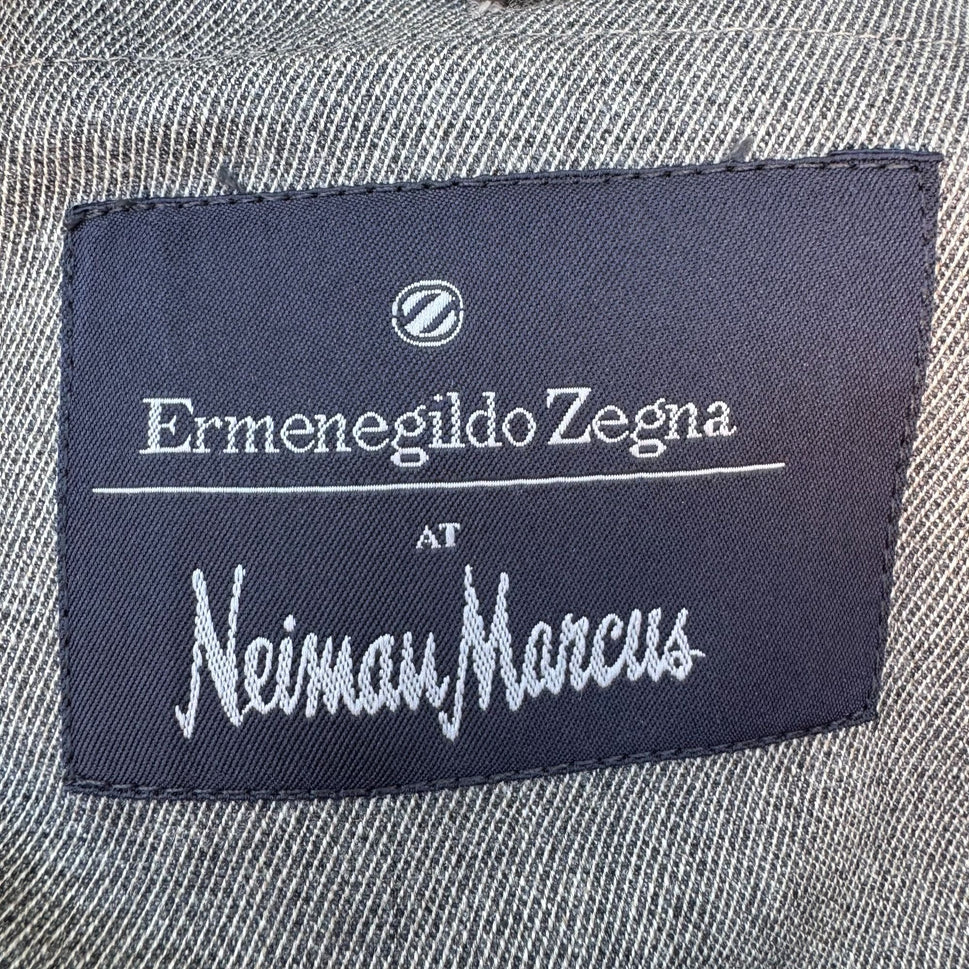 Z
Ermenegildo Zegna
AT
Neiman Marcus